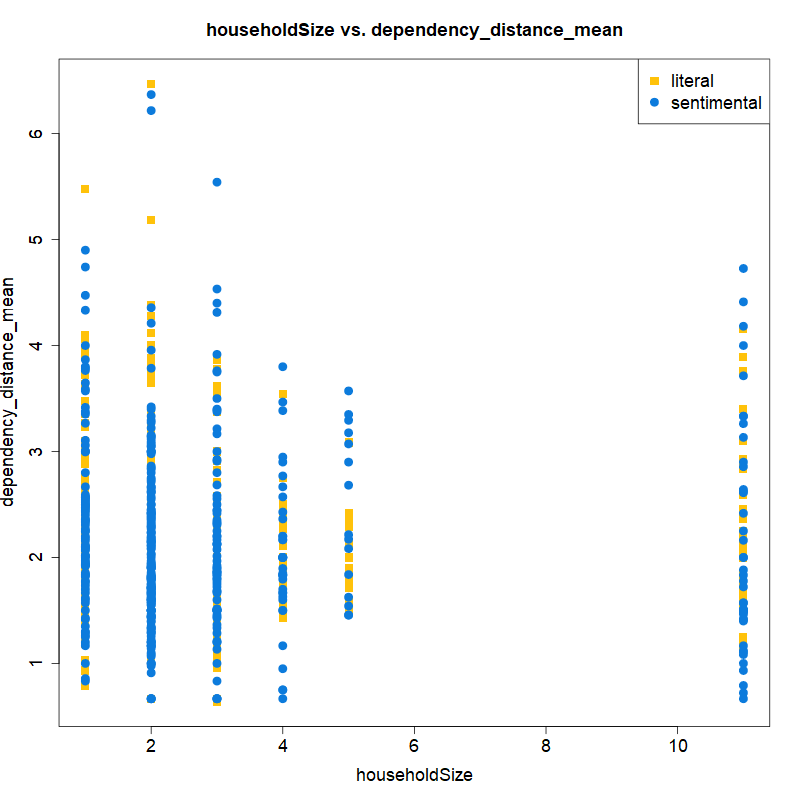 householdSize vs. dependency_distance_mean
literal
sentimental
dependency_distance_mean
6
5
4
3
2
1
2
4
6
8
10
householdSize